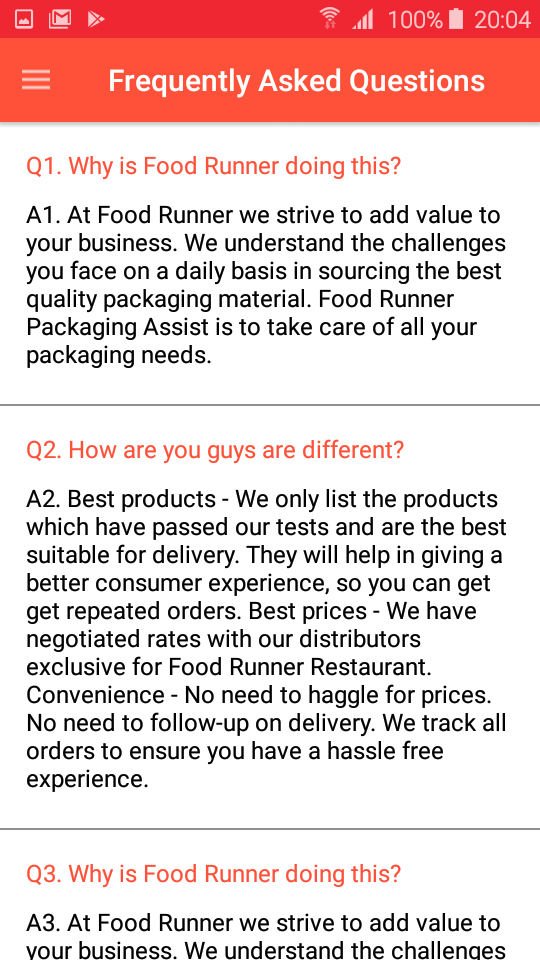 100% 20:04
Frequently Asked Questions
Q1. Why is Food Runner doing this?
A1. At Food Runner we strive to add value to
your business. We understand the challenges
you face on a daily basis in sourcing the best
quality packaging material. Food Runner
Packaging Assist is to take care of all your
packaging needs.
Q2. How are you guys are different?
A2. Best products - We only list the products
which have passed our tests and are the best
suitable for delivery. They will help in giving a
better consumer experience, so you can get
get repeated orders. Best prices - We have
negotiated rates with our distributors
exclusive for Food Runner Restaurant.
Convenience - No need to haggle for prices.
No need to follow-up on delivery. We track all
orders to ensure you have a hassle free
experience.
Q3. Why is Food Runner doing this?
A3. At Food Runner we strive to add value to
your business. We understand the challenges